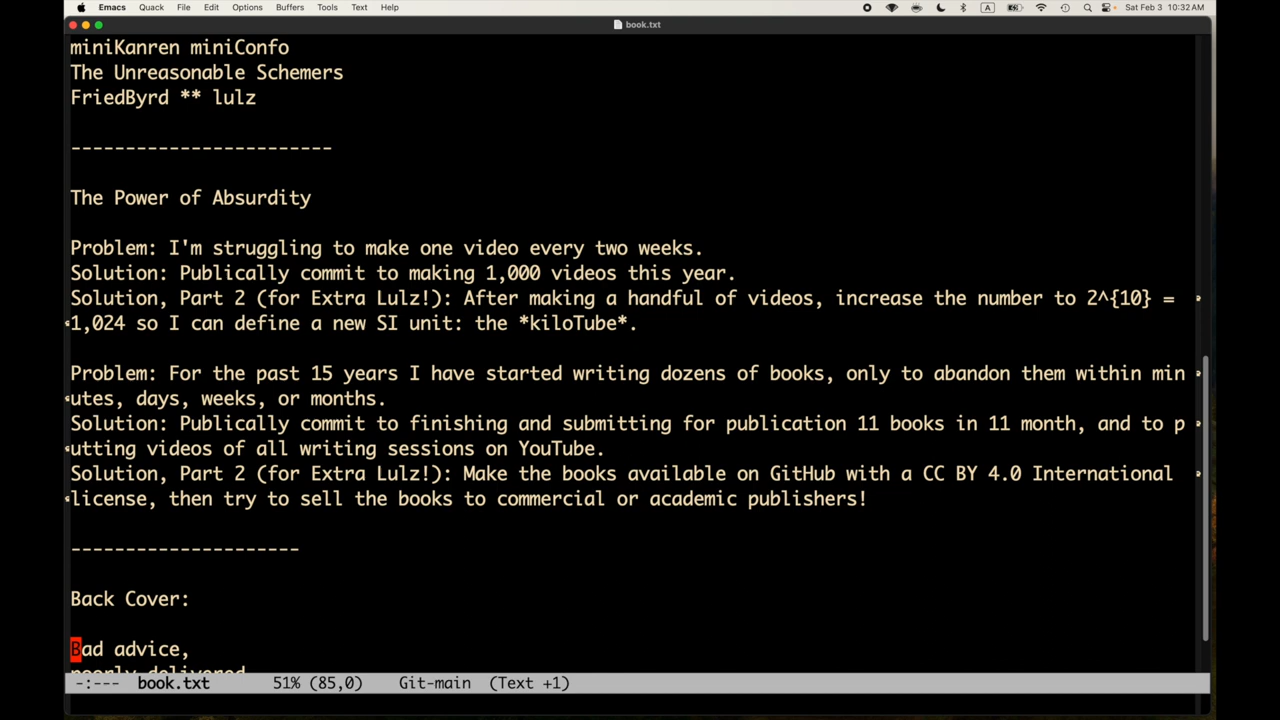 Emacs Quack File Edit Options Buffers Tools Text Help A Sat Feb 3 10:32 AM
book.txt
miniKanren miniConfo
The Unreasonable Schemers
FriedByrd ** lulz
------------------------
The Power of Absurdity
Problem: I'm struggling to make one video every two weeks.
Solution: Publically commit to making 1,000 videos this year.
Solution, Part 2 (for Extra Lulz!): After making a handful of videos, increase the number to 2^{10} =
1,024 so I can define a new SI unit: the *kiloTube*.
Problem: For the past 15 years I have started writing dozens of books, only to abandon them within min
utes, days, weeks, or months.
Solution: Publically commit to finishing and submitting for publication 11 books in 11 month, and to p
utting videos of all writing sessions on YouTube.
Solution, Part 2 (for Extra Lulz!): Make the books available on GitHub with a CC BY 4.0 International
license, then try to sell the books to commercial or academic publishers!
---------------------
Back Cover:
Bad advice,
poorly delivered
-:--- book.txt 51% (85,0) Git-main (Text +1)